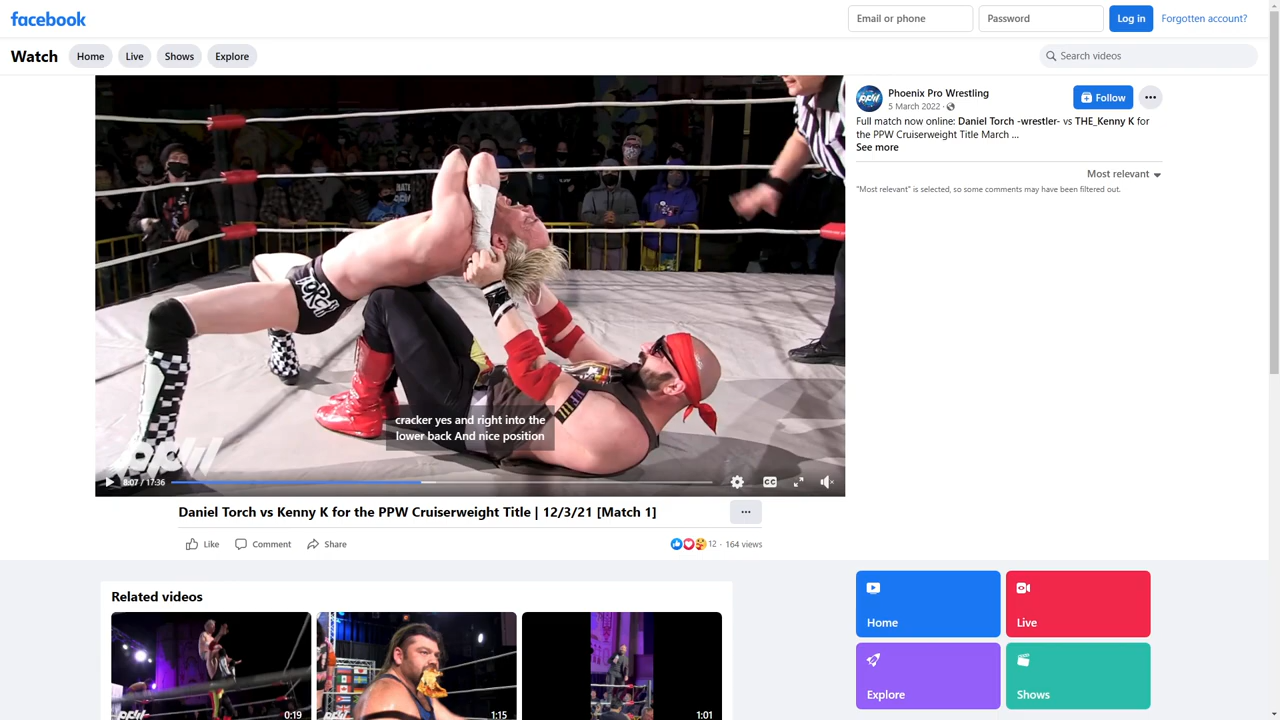 facebook
Email or phone
Password
Log in
Forgotten account?
Watch
Home
Live
Shows
Explore
Search videos
TORCH
VFIII
cracker yes and right into the
lower back And nice position
8:07 / 17:36
CC
Phoenix Pro Wrestling
5 March 2022 ·
Follow
Full match now online: Daniel Torch -wrestler- vs THE_Kenny K for
the PPW Cruiserweight Title March ...
See more
Most relevant
"Most relevant" is selected, so some comments may have been filtered out.
Daniel Torch vs Kenny K for the PPW Cruiserweight Title | 12/3/21 [Match 1]
Like
Comment
Share
12 · 164 views
Related videos
0:19
1:15
1:01
Home
Live
Explore
Shows